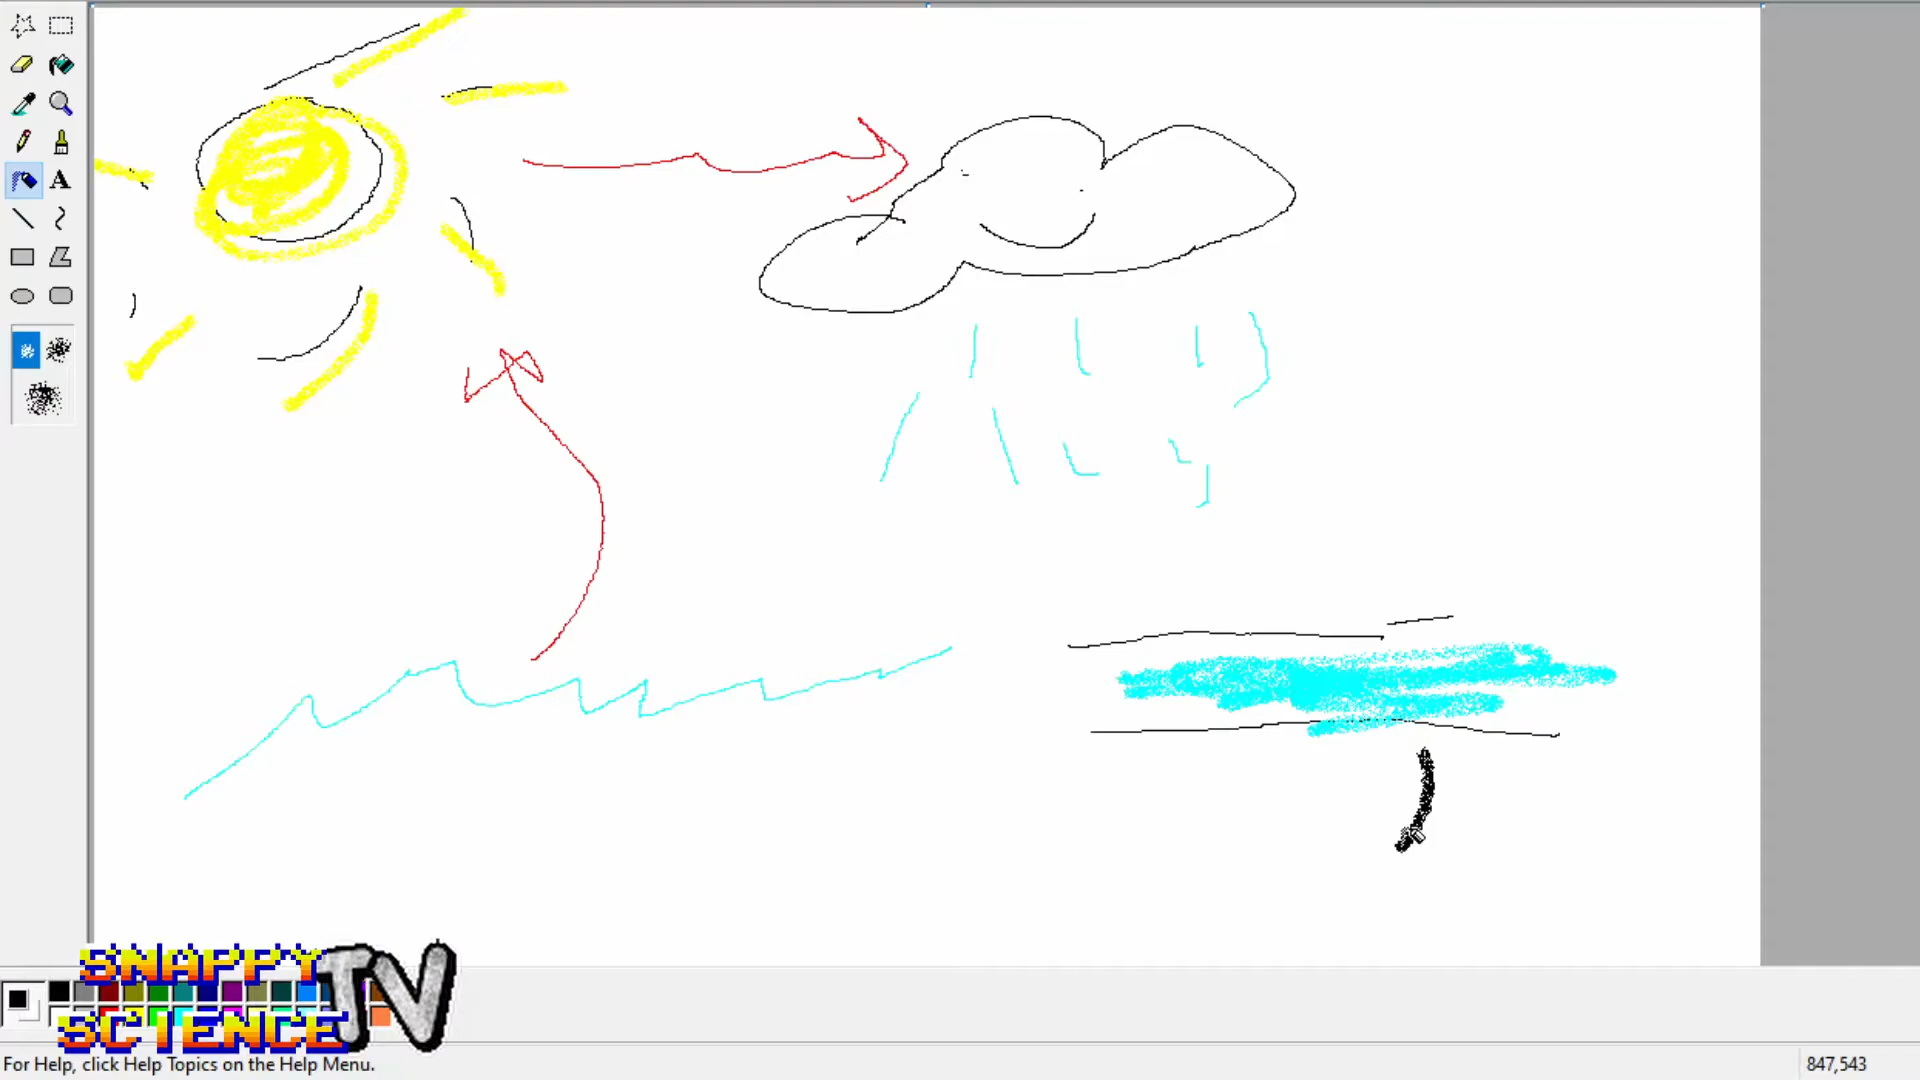 A
SNAPPY
SCIENCE
TV
For Help, click Help Topics on the Help Menu.
847,543